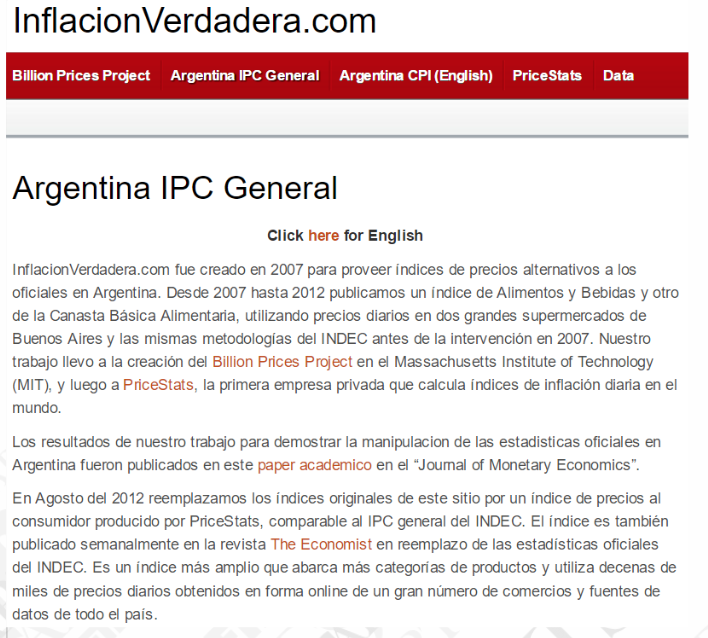 InflacionVerdadera.com
Billion Prices Project Argentina IPC General Argentina CPI (English) PriceStats Data
Argentina IPC General
Click here for English
InflacionVerdadera.com fue creado en 2007 para proveer índices de precios alternativos a los
oficiales en Argentina. Desde 2007 hasta 2012 publicamos un índice de Alimentos y Bebidas y otro
de la Canasta Básica Alimentaria, utilizando precios diarios en dos grandes supermercados de
Buenos Aires y las mismas metodologías del INDEC antes de la intervención en 2007. Nuestro
trabajo llevo a la creación del Billion Prices Project en el Massachusetts Institute of Technology
(MIT), y luego a PriceStats, la primera empresa privada que calcula índices de inflación diaria en el
mundo.
Los resultados de nuestro trabajo para demostrar la manipulacion de las estadisticas oficiales en
Argentina fueron publicados en este paper academico en el “Journal of Monetary Economics”.
En Agosto del 2012 reemplazamos los índices originales de este sitio por un índice de precios al
consumidor producido por PriceStats, comparable al IPC general del INDEC. El índice es también
publicado semanalmente en la revista The Economist en reemplazo de las estadísticas oficiales
del INDEC. Es un índice más amplio que abarca más categorías de productos y utiliza decenas de
miles de precios diarios obtenidos en forma online de un gran número de comercios y fuentes de
datos de todo el país.